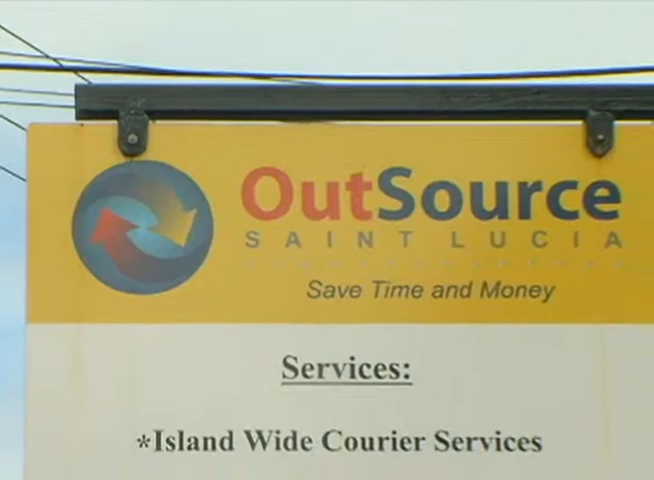 OutSource
SAINT LUCIA
Save Time and Money
Services:
*Island Wide Courier Services